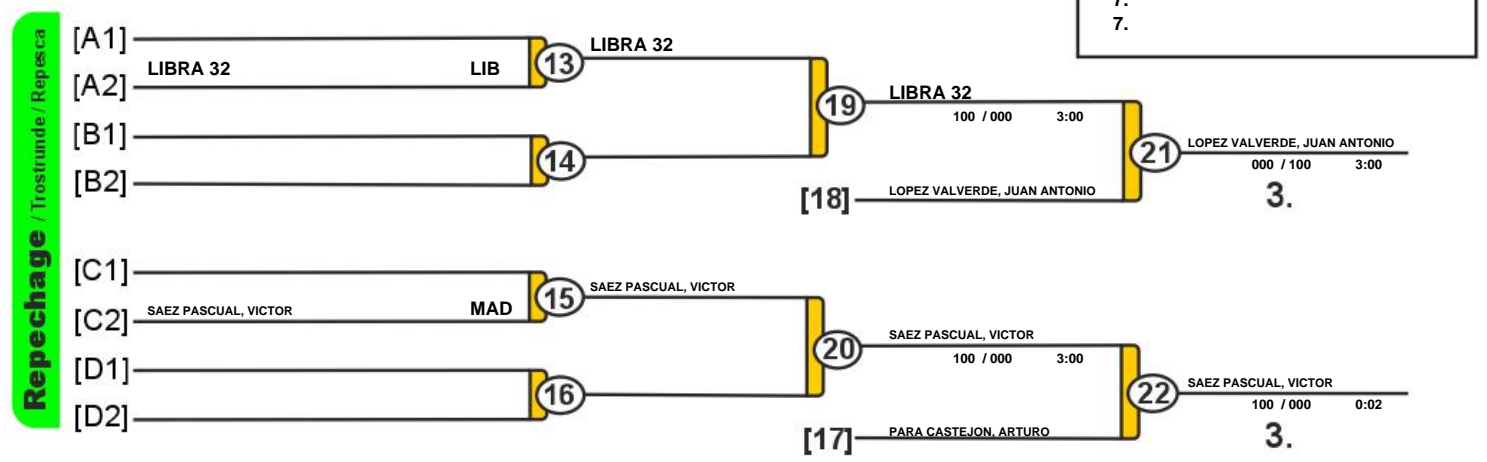 7.
7.
Repechage / Trostrunde / Repesca
[A1]
LIBRA 32 LIB
[A2]
13
LIBRA 32
[B1]
[B2]
14
19
LIBRA 32
100 / 000 3:00
[18]
LOPEZ VALVERDE, JUAN ANTONIO
21
LOPEZ VALVERDE, JUAN ANTONIO
000 / 100 3:00
3.
[C1]
SAEZ PASCUAL, VICTOR MAD
[C2]
15
SAEZ PASCUAL, VICTOR
[D1]
[D2]
16
20
SAEZ PASCUAL, VICTOR
100 / 000 3:00
[17]
PARA CASTEJON, ARTURO
22
SAEZ PASCUAL, VICTOR
100 / 000 0:02
3.